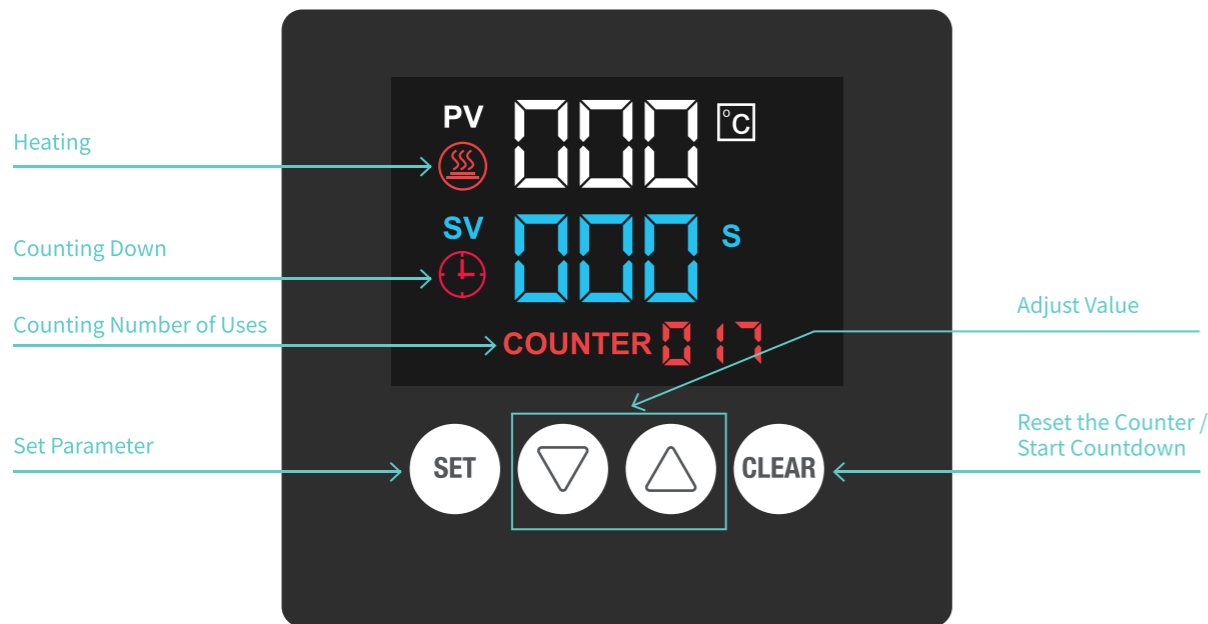 PV 000 °C
Heating
SV 000 S
Counting Down
Adjust Value
Counting Number of Uses
COUNTER 017
Set Parameter
SET
CLEAR
Reset the Counter /
Start Countdown